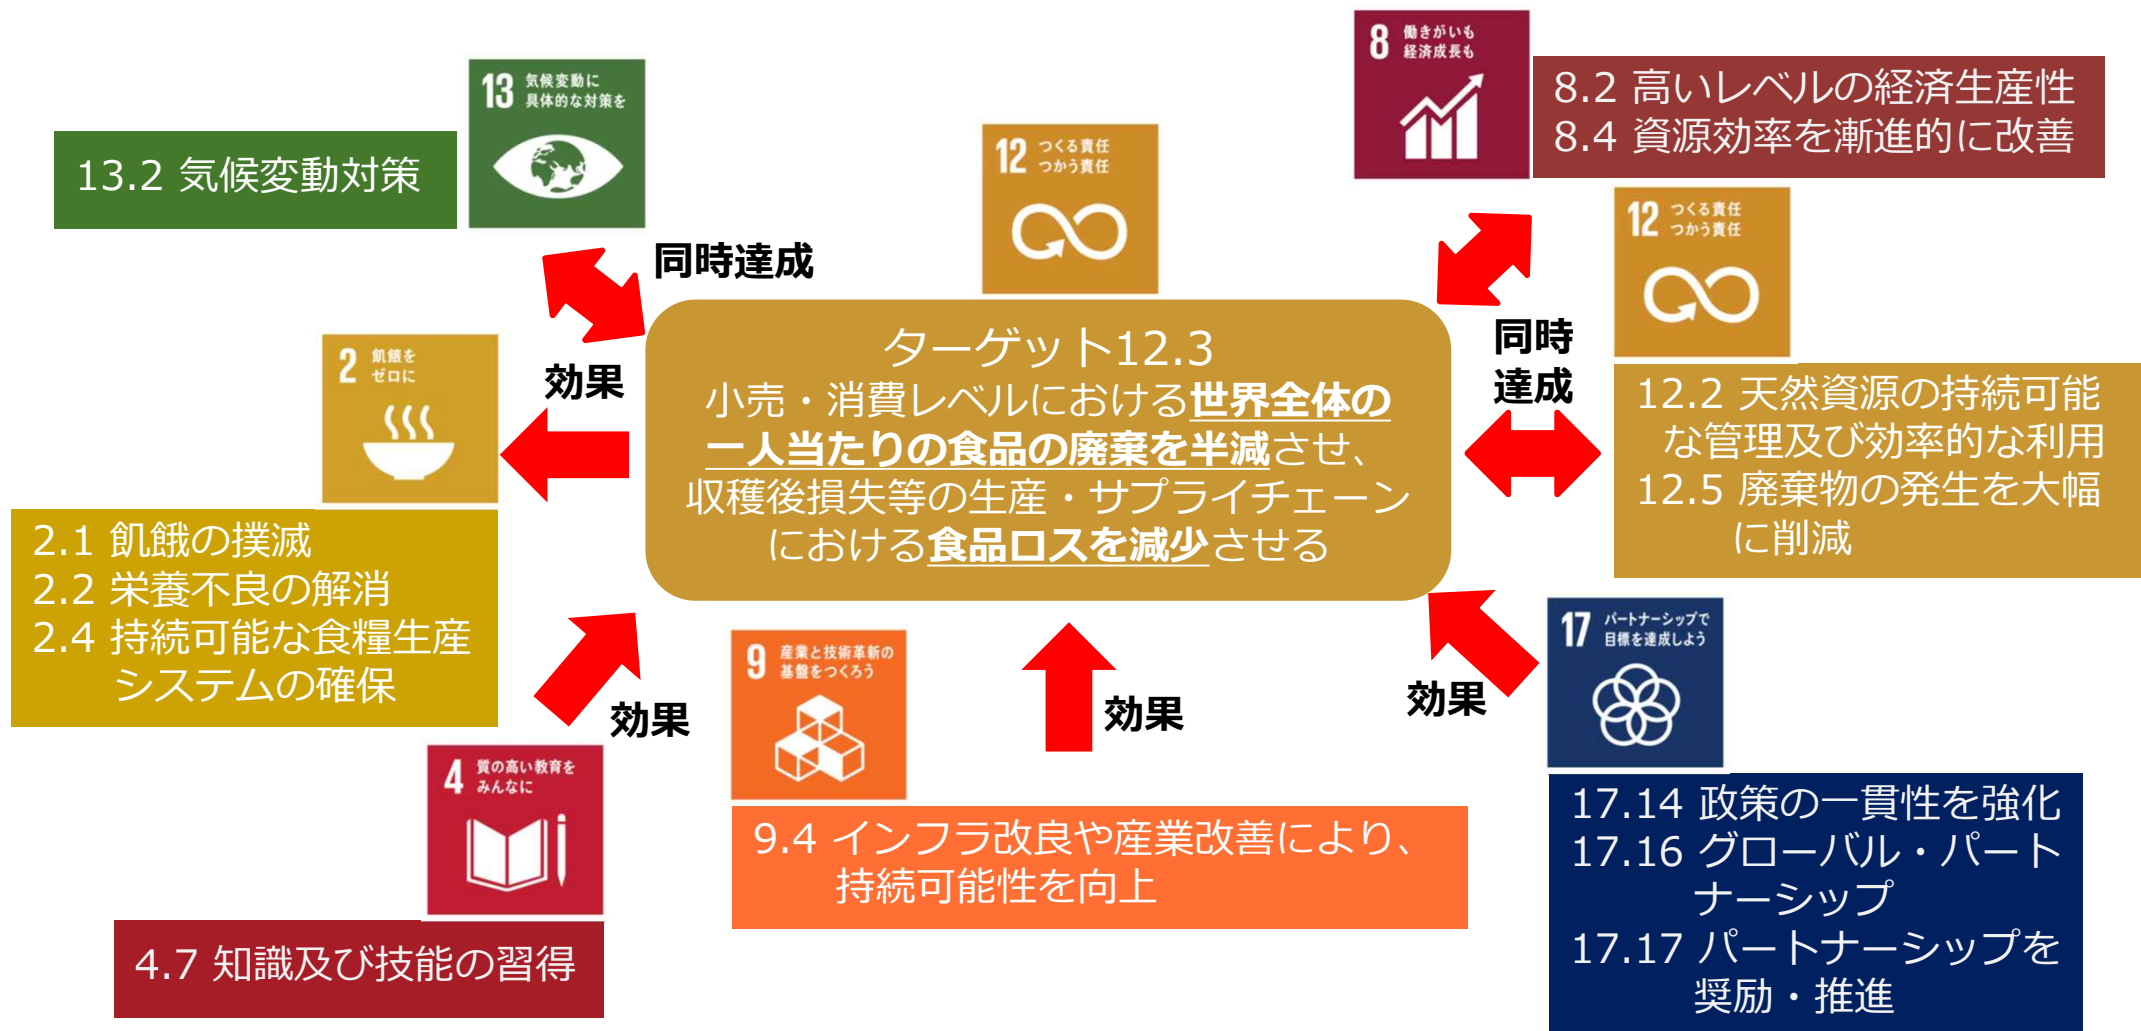 13 気候変動に
具体的な対策を
13.2 気候変動対策
12 つくる責任
つかう責任
8 働きがいも
経済成長も
8.2 高いレベルの経済生産性
8.4 資源効率を漸進的に改善
12 つくる責任
つかう責任
同時達成
同時
達成
2 飢餓を
ゼロに
効果
ターゲット12.3
小売・消費レベルにおける世界全体の
一人当たりの食品の廃棄を半減させ、
収穫後損失等の生産・サプライチェーン
における食品ロスを減少させる
12.2 天然資源の持続可能
な管理及び効率的な利用
12.5 廃棄物の発生を大幅
に削減
2.1 飢餓の撲滅
2.2 栄養不良の解消
2.4 持続可能な食糧生産
システムの確保
効果
9 産業と技術革新の
基盤をつくろう
効果
効果
17 パートナーシップで
目標を達成しよう
4 質の高い教育を
みんなに
9.4 インフラ改良や産業改善により、
持続可能性を向上
17.14 政策の一貫性を強化
17.16 グローバル・パート
ナーシップ
17.17 パートナーシップを
奨励・推進
4.7 知識及び技能の習得